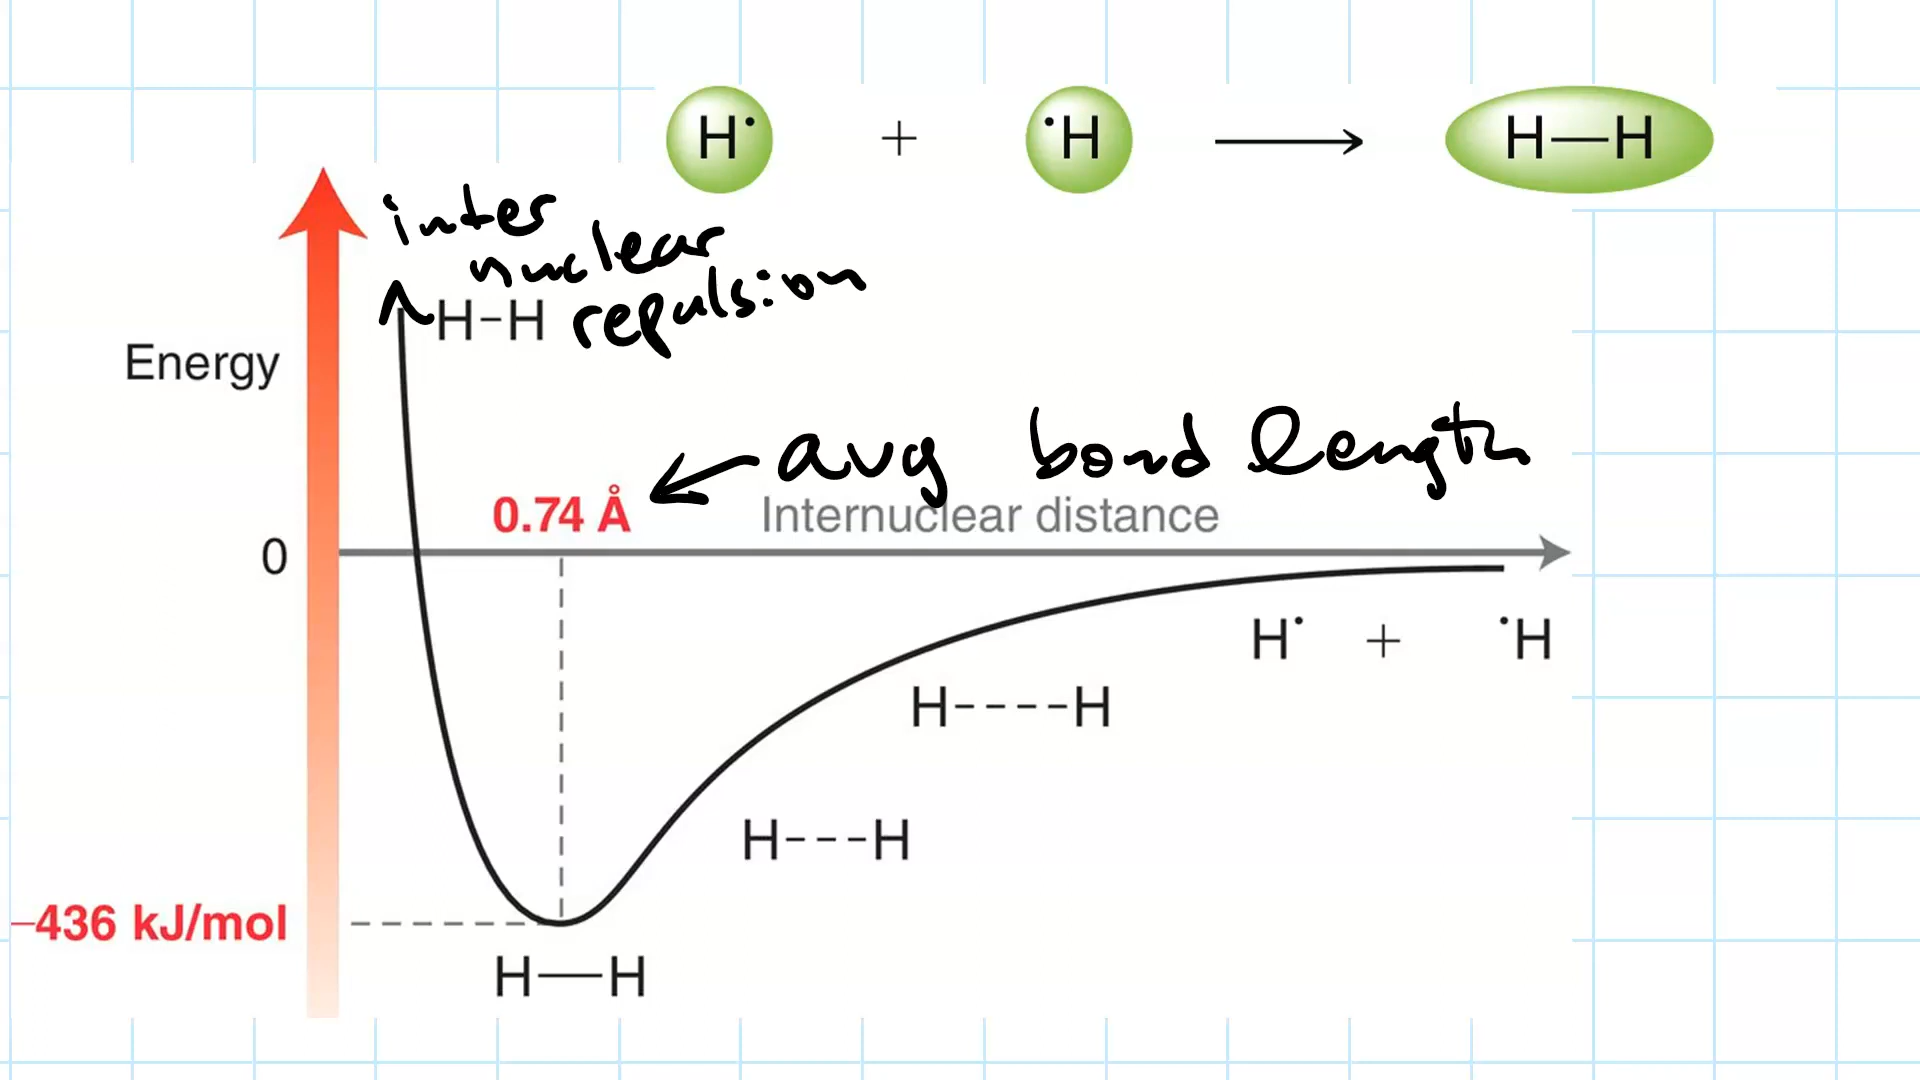 H· + ·H → H—H
inter
nuclear
repulsion
H-H
Energy
avg bond length
0.74 Å
Internuclear distance
0
H· + ·H
H----H
H---H
–436 kJ/mol
H—H